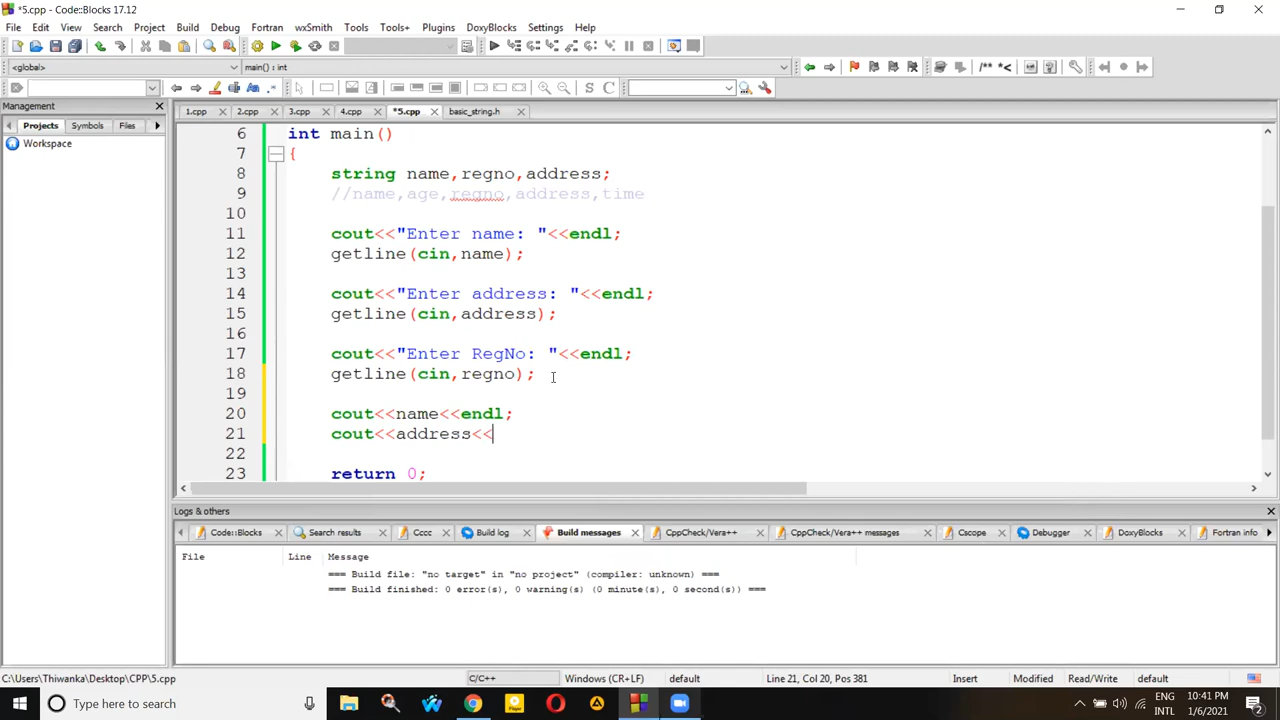 *5.cpp - Code::Blocks 17.12
File Edit View Search Project Build Debug Fortran wxSmith Tools Tools+ Plugins DoxyBlocks Settings Help
<global> main() : int
/** *<
S C
Management
Projects Symbols Files
Workspace
1.cpp 2.cpp 3.cpp 4.cpp *5.cpp basic_string.h
6 int main()
7 {
8 string name,regno,address;
9 //name,age,regno,address,time
10
11 cout<<"Enter name: "<<endl;
12 getline(cin,name);
13
14 cout<<"Enter address: "<<endl;
15 getline(cin,address);
16
17 cout<<"Enter RegNo: "<<endl;
18 getline(cin,regno);
19
20 cout<<name<<endl;
21 cout<<address<<
22
23 return 0;
Logs & others
Code::Blocks Search results Cccc Build log Build messages CppCheck/Vera++ CppCheck/Vera++ messages Cscope Debugger DoxyBlocks Fortran info
File Line Message
=== Build file: "no target" in "no project" (compiler: unknown) ===
=== Build finished: 0 error(s), 0 warning(s) (0 minute(s), 0 second(s)) ===
C:\Users\Thiwanka\Desktop\CPP\5.cpp C/C++ Windows (CR+LF) default Line 21, Col 20, Pos 381 Insert Modified Read/Write default
Type here to search
ENG 10:41 PM
INTL 1/6/2021